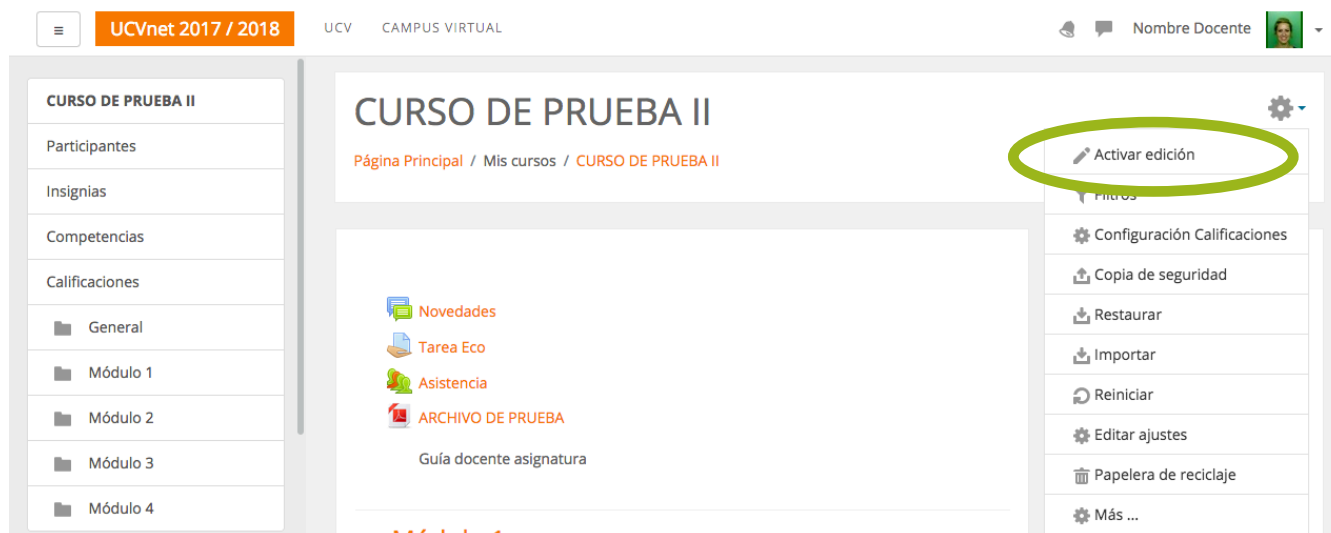 ≡ UCVnet 2017 / 2018 UCV CAMPUS VIRTUAL Nombre Docente
CURSO DE PRUEBA II
Participantes
Insignias
Competencias
Calificaciones
General
Módulo 1
Módulo 2
Módulo 3
Módulo 4
CURSO DE PRUEBA II
Página Principal / Mis cursos / CURSO DE PRUEBA II
Novedades
Tarea Eco
Asistencia
ARCHIVO DE PRUEBA
Guía docente asignatura
Módulo 1
Activar edición
Filtros
Configuración Calificaciones
Copia de seguridad
Restaurar
Importar
Reiniciar
Editar ajustes
Papelera de reciclaje
Más ...